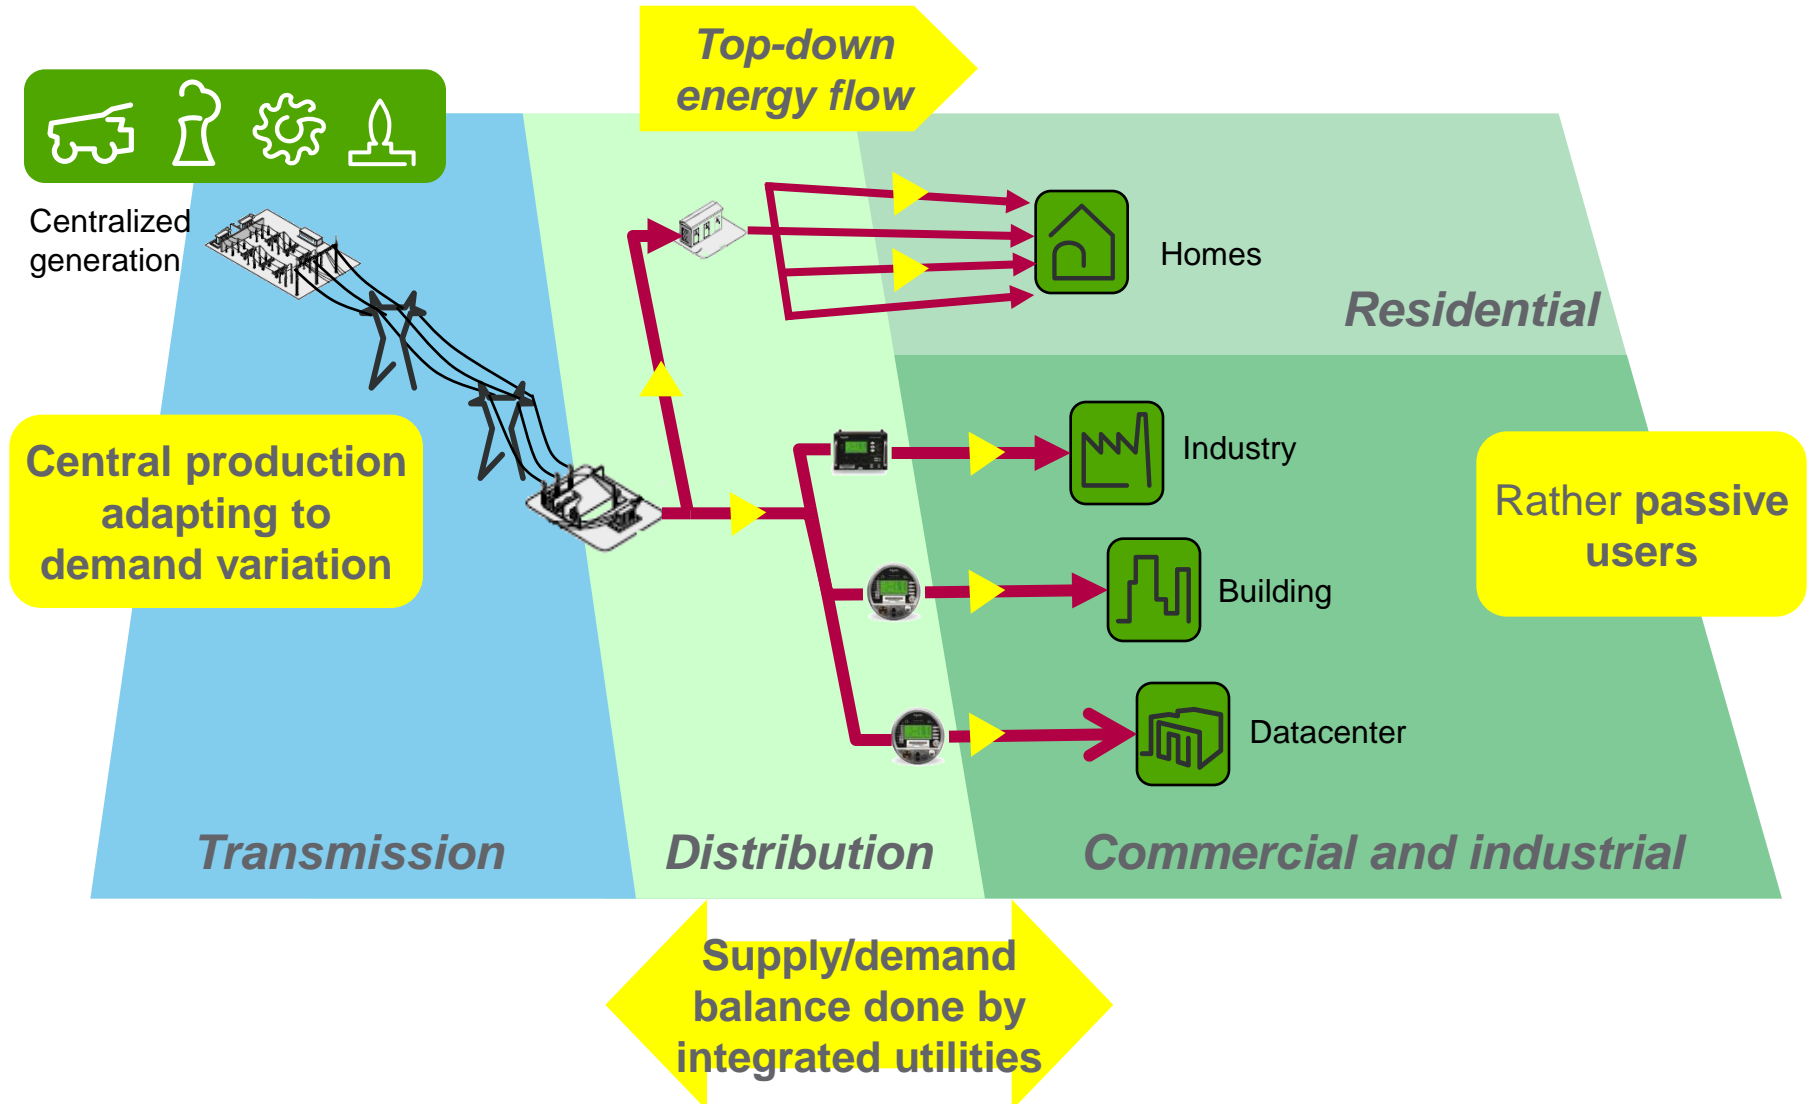 Top-down
energy flow
Centralized
generation
Homes
Residential
Central production
adapting to
demand variation
Industry
Rather passive
users
Building
Datacenter
Transmission
Distribution
Commercial and industrial
Supply/demand
balance done by
integrated utilities